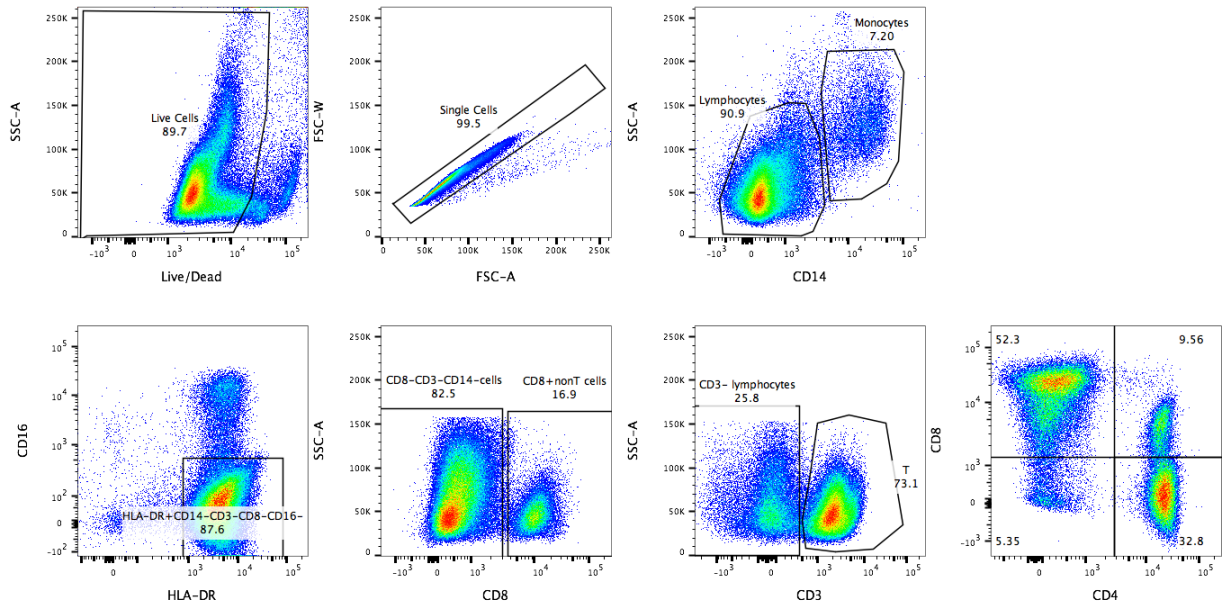 SSC-A
250K
200K
150K
100K
50K
0
Live Cells
89.7
-10³ 10³ 10⁴ 10⁵
Live/Dead
FSC-W
250K
200K
150K
100K
50K
0
Single Cells
99.5
0 50K 100K 150K 200K 250K
FSC-A
SSC-A
250K
200K
150K
100K
50K
0
Monocytes
7.20
Lymphocytes
90.9
-10³ 0 10³ 10⁴ 10⁵
CD14
CD16
10⁵
10⁴
10³
10²
0
-10²
HLA-DR+CD14-CD3-CD8-CD16-
87.6
0 10³ 10⁴ 10⁵
HLA-DR
SSC-A
250K
200K
150K
100K
50K
0
CD8-CD3-CD14-cells
82.5
CD8+nonT cells
16.9
-10³ 0 10³ 10⁴ 10⁵
CD8
SSC-A
250K
200K
150K
100K
50K
0
CD3- lymphocytes
25.8
T
73.1
-10³ 0 10³ 10⁴ 10⁵
CD3
CD8
10⁵
10⁴
10³
0
-10³
52.3
9.56
5.35
32.8
0 10³ 10⁴ 10⁵
CD4